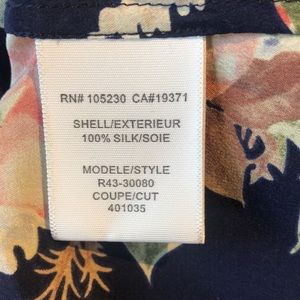 RN# 105230 CA#19371
SHELL/EXTERIEUR
100% SILK/SOIE
MODELE/STYLE
R43-30080
COUPE/CUT
401035